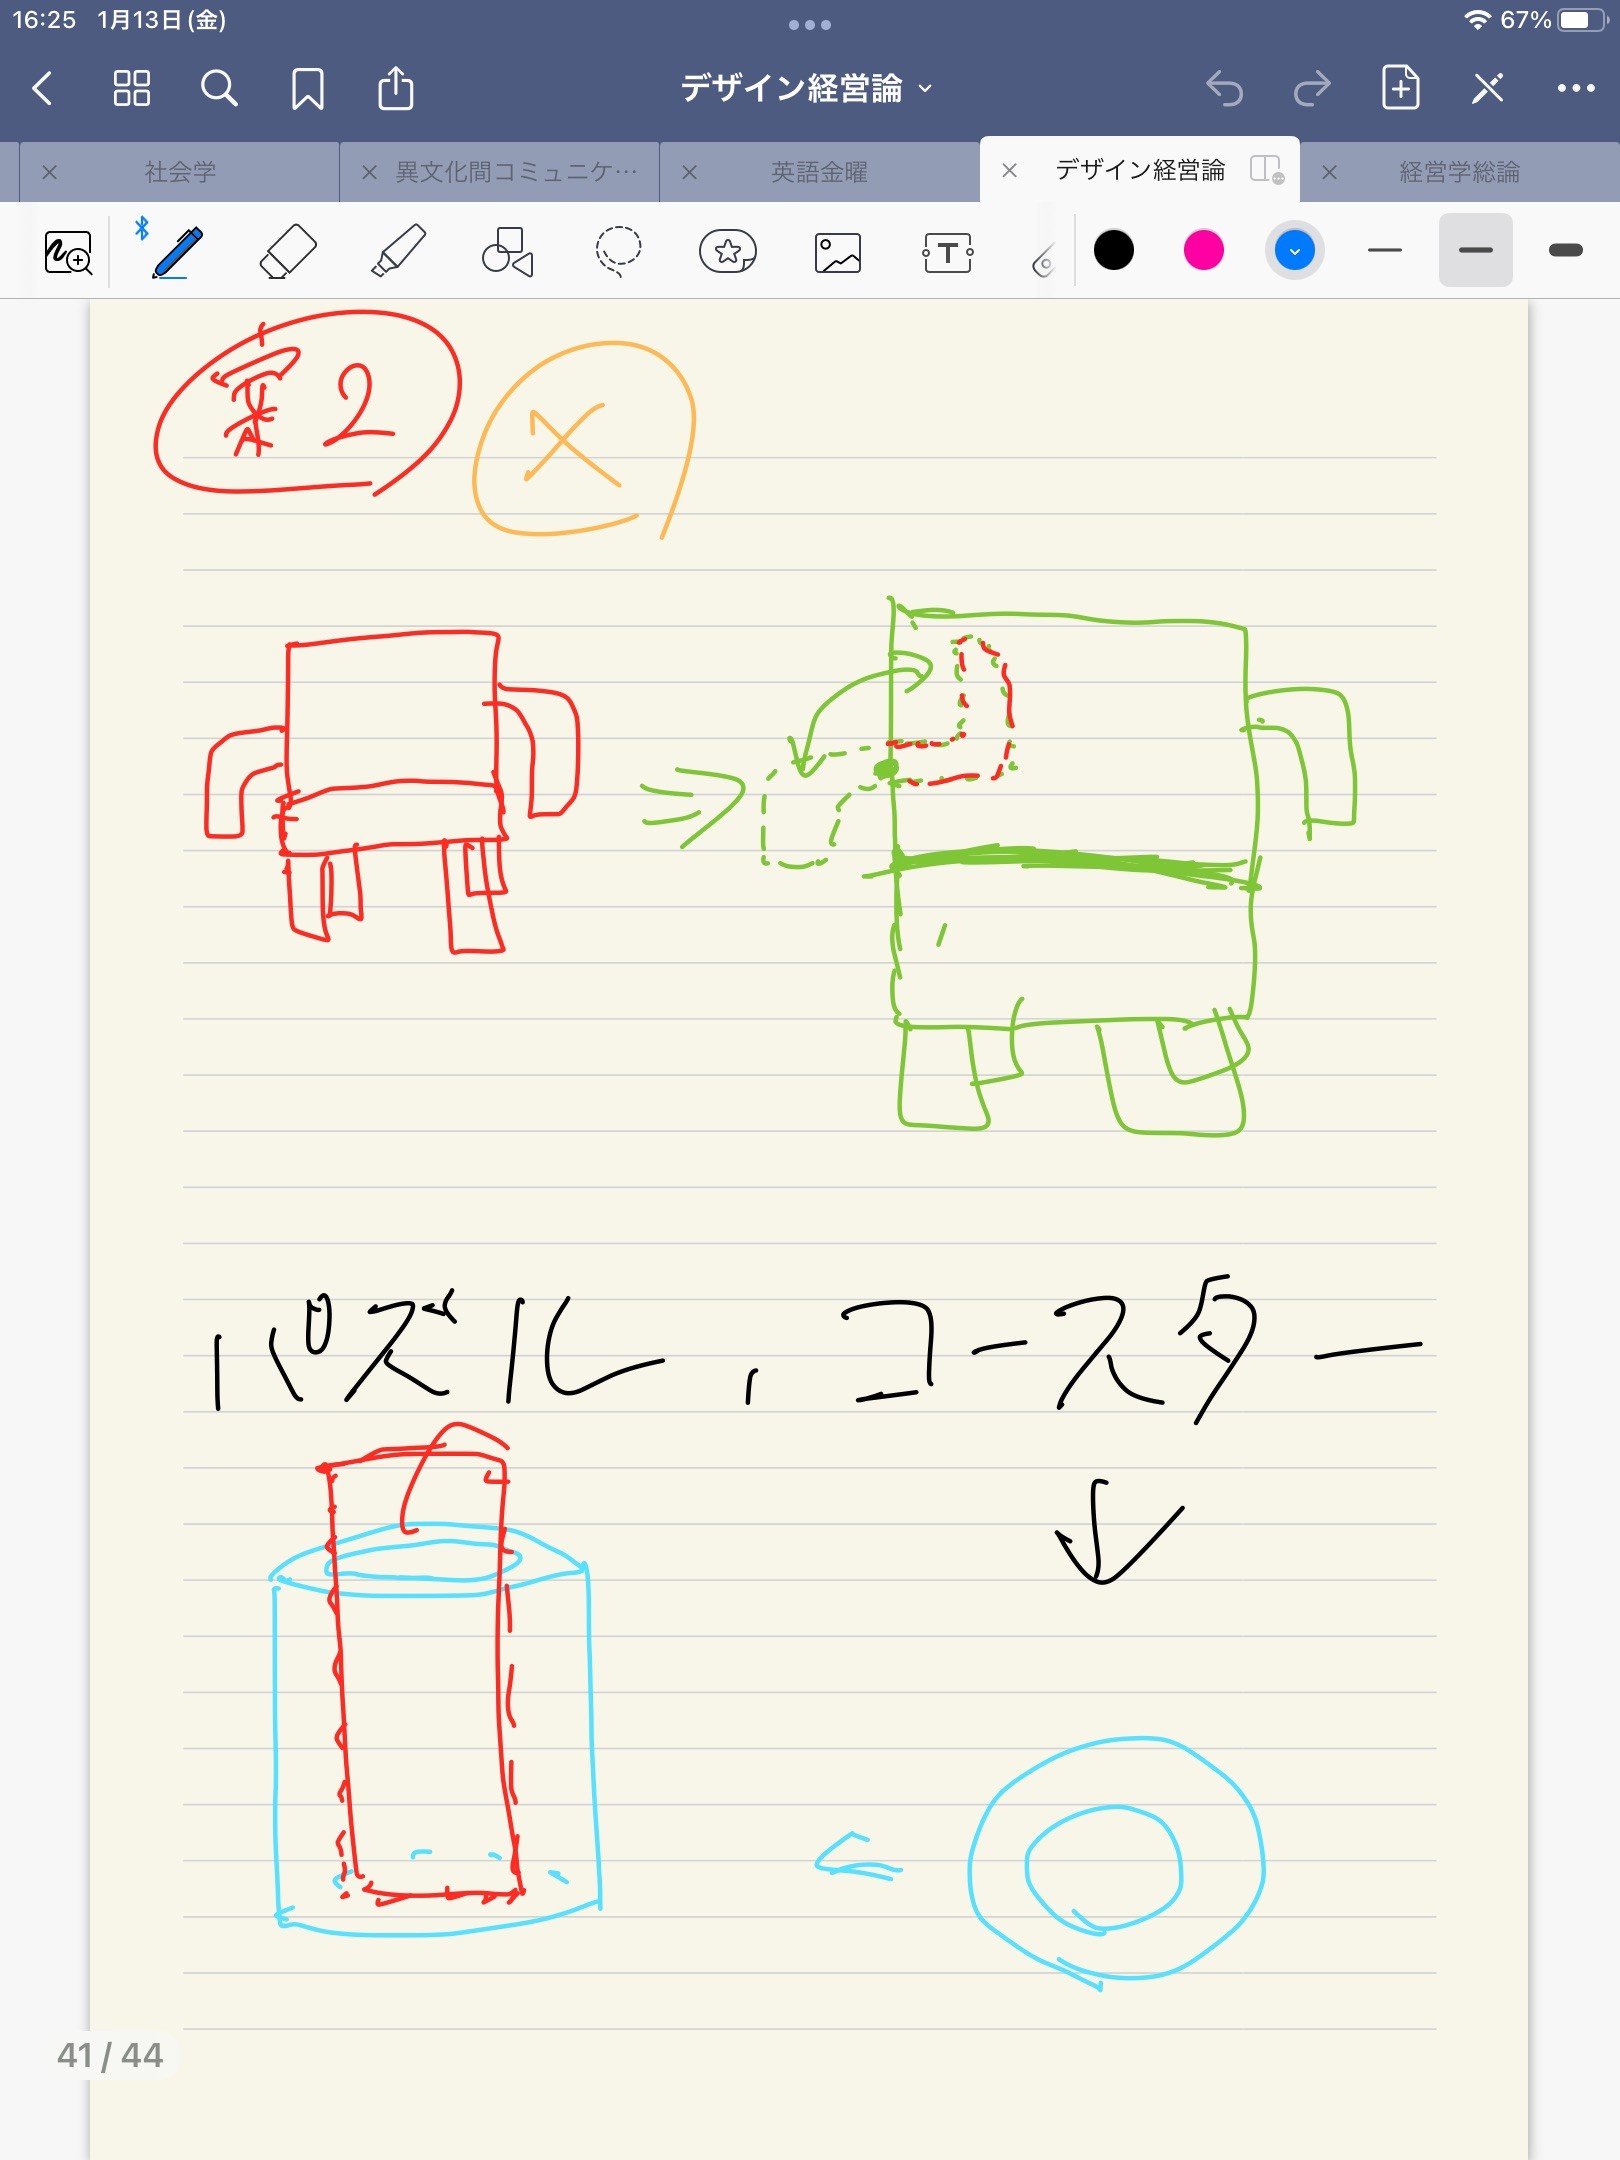 16:25 1月13日(金) 67%
デザイン経営論
社会学 異文化間コミュニケ… 英語金曜 デザイン経営論 経営学総論
案2
パズル, コースター
41 / 44